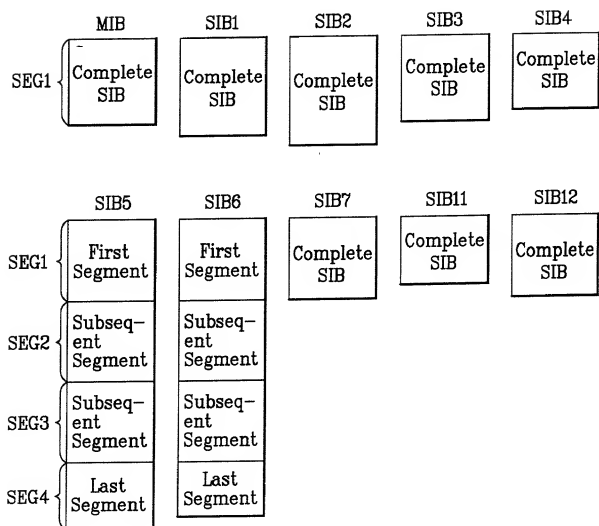 MIB SIB1 SIB2 SIB3 SIB4
SEG1 Complete SIB Complete SIB Complete SIB Complete SIB Complete SIB
SIB5 SIB6 SIB7 SIB11 SIB12
SEG1 First Segment First Segment Complete SIB Complete SIB Complete SIB
SEG2 Subseq-ent Segment Subseq-ent Segment
SEG3 Subseq-ent Segment Subseq-ent Segment
SEG4 Last Segment Last Segment